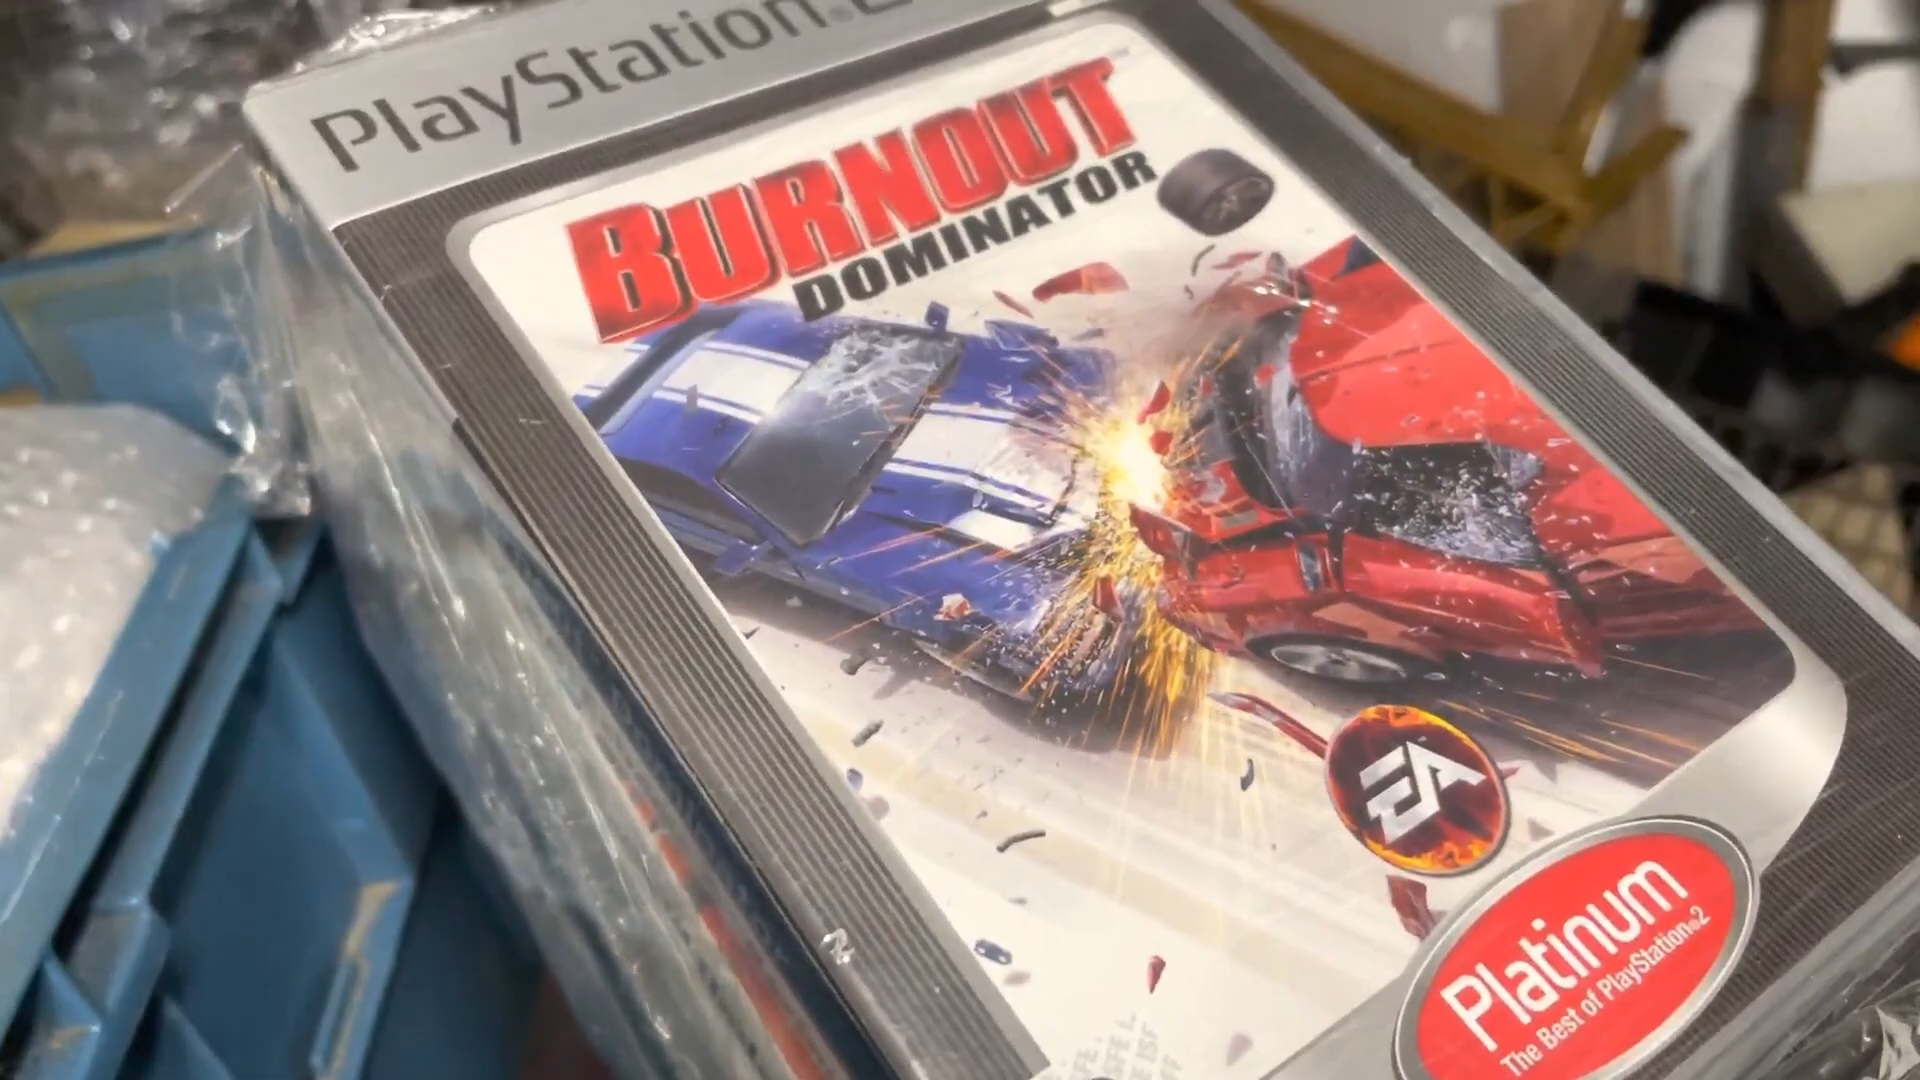 PlayStation®2
BURNOUT
DOMINATOR
EA
Platinum
The Best of PlayStation®2